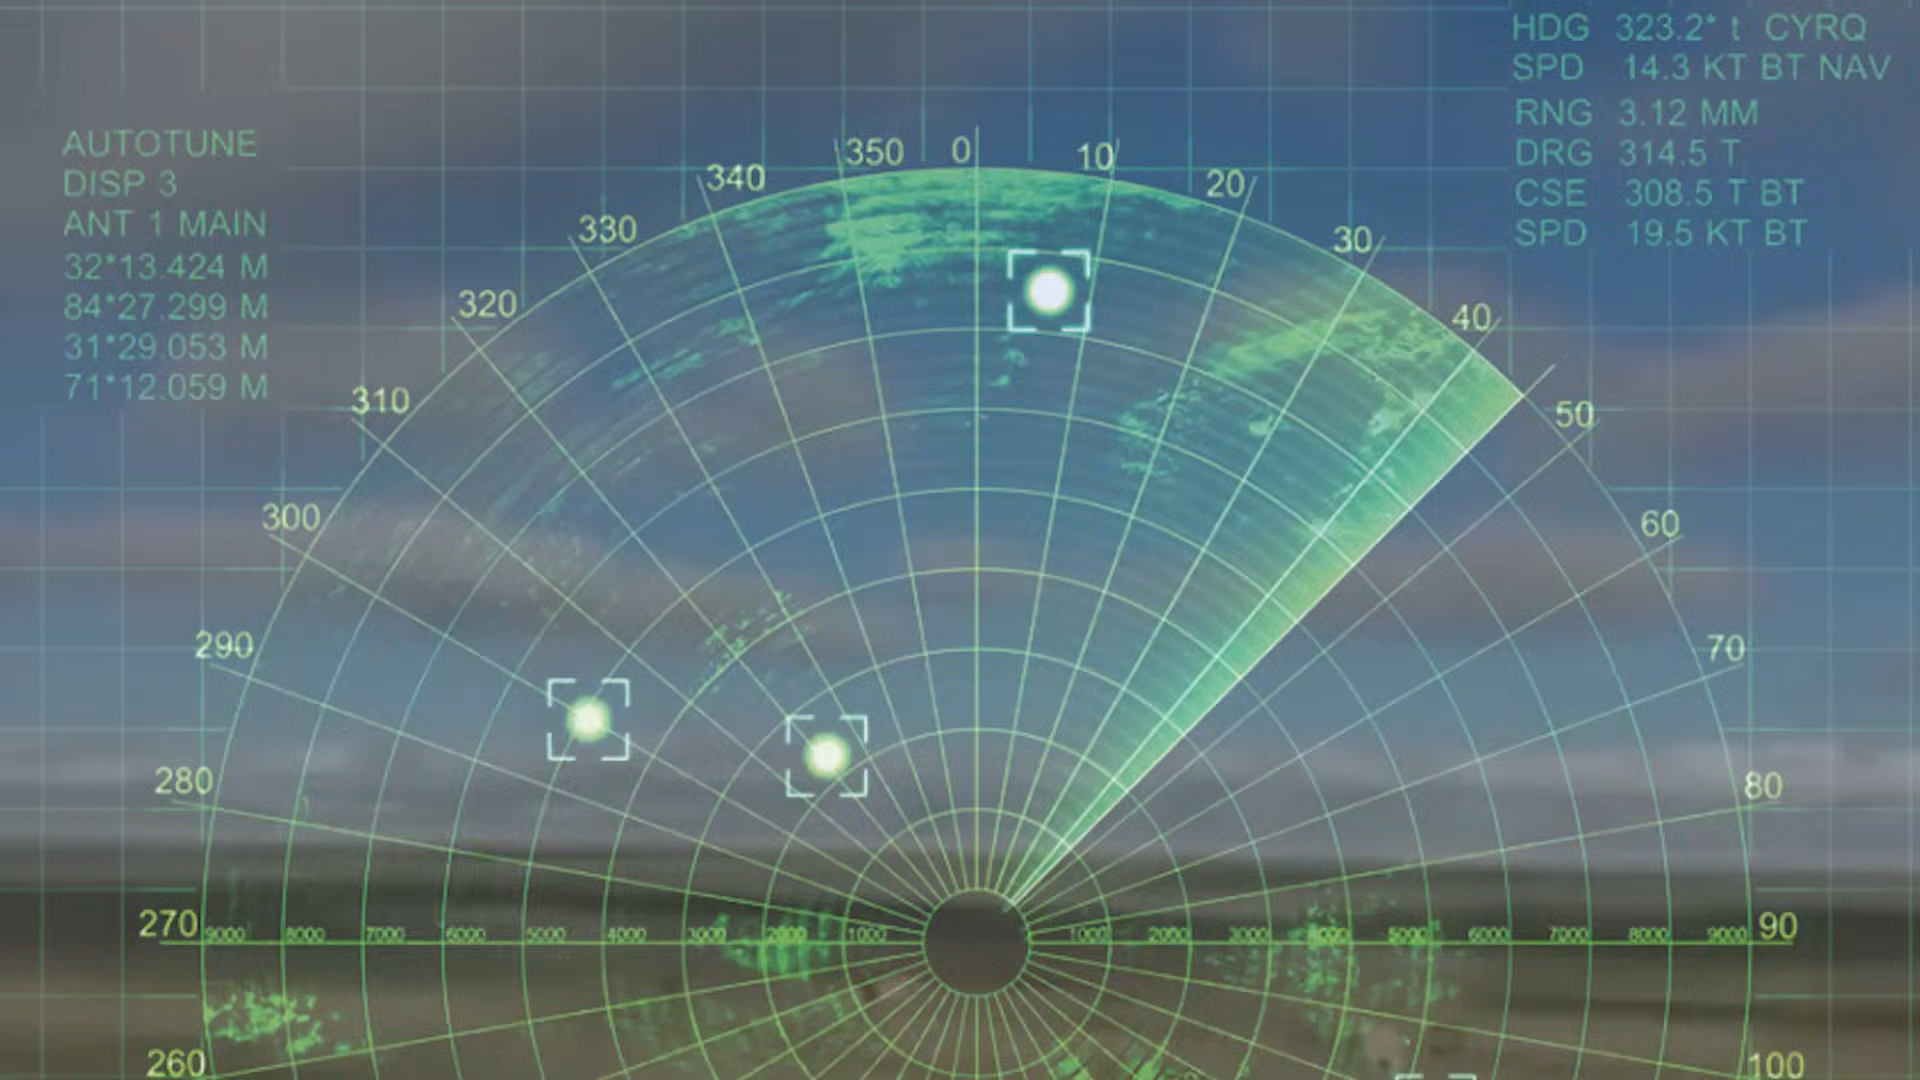 HDG 323.2* t CYRQ
SPD 14.3 KT BT NAV
RNG 3.12 MM
DRG 314.5 T
CSE 308.5 T BT
SPD 19.5 KT BT
AUTOTUNE
DISP 3
ANT 1 MAIN
32*13.424 M
84*27.299 M
31*29.053 M
71*12.059 M
350 0 10
340 20
330 30
320 40
310 50
300 60
290 70
280 80
270 9000 8000 7000 6000 5000 4000 3000 2000 1000 1000 2000 3000 4000 5000 6000 7000 8000 9000 90
260 100